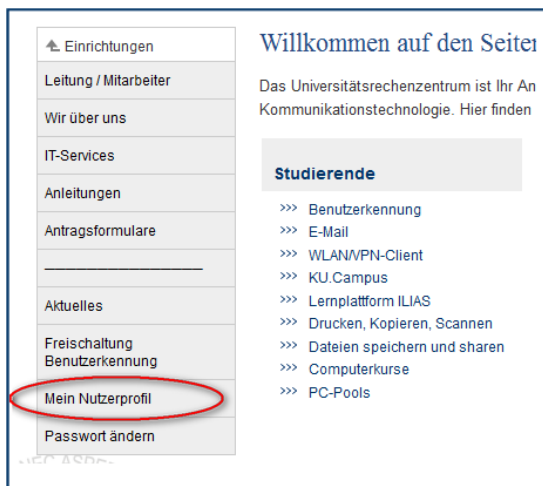 Einrichtungen
Leitung / Mitarbeiter
Wir über uns
IT-Services
Anleitungen
Antragsformulare
Aktuelles
Freischaltung
Benutzerkennung
Mein Nutzerprofil
Passwort ändern
Willkommen auf den Seiten
Das Universitätsrechenzentrum ist Ihr An
Kommunikationstechnologie. Hier finden
Studierende
>>> Benutzerkennung
>>> E-Mail
>>> WLAN/VPN-Client
>>> KU.Campus
>>> Lernplattform ILIAS
>>> Drucken, Kopieren, Scannen
>>> Dateien speichern und sharen
>>> Computerkurse
>>> PC-Pools